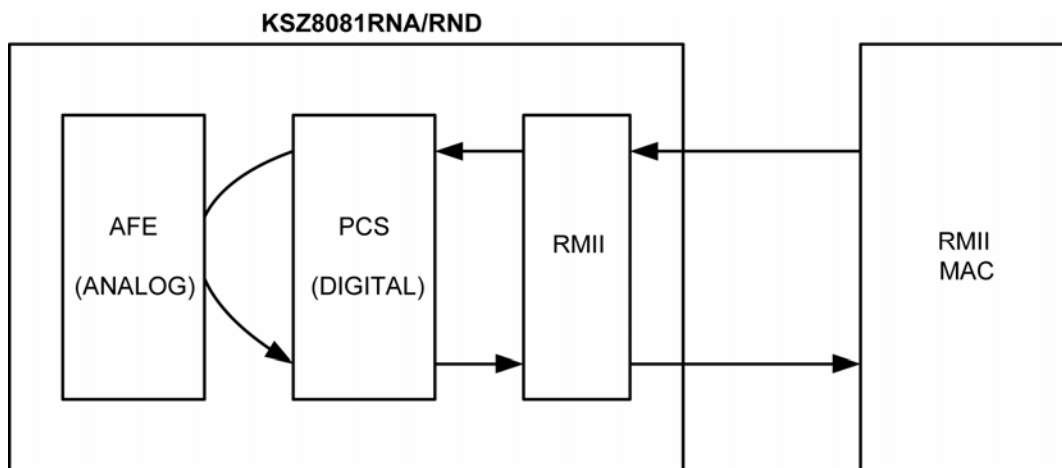 KSZ8081RNA/RND
AFE
(ANALOG)
PCS
(DIGITAL)
RMII
RMII
MAC